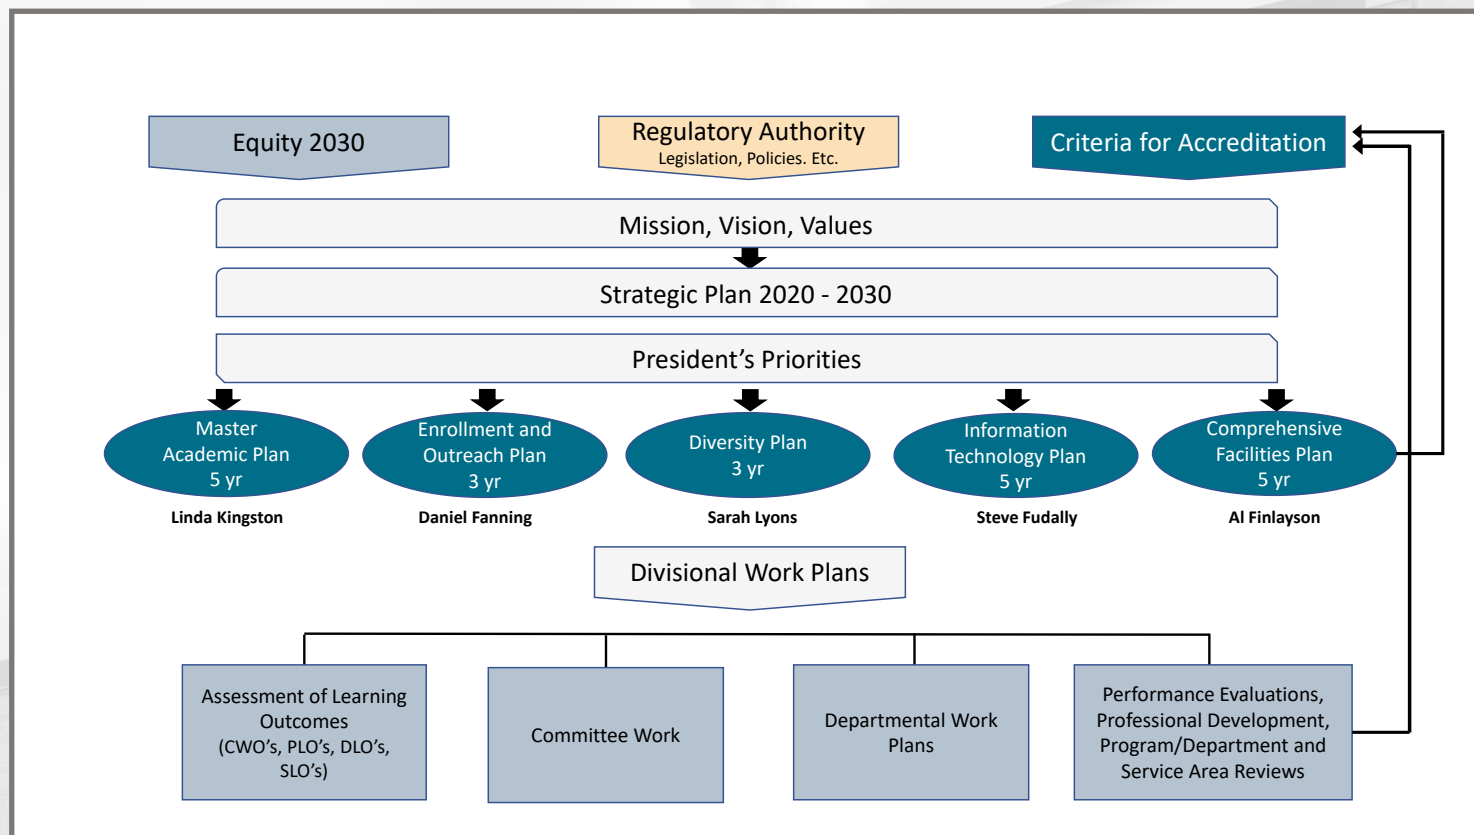 Equity 2030
Regulatory Authority
Legislation, Policies. Etc.
Criteria for Accreditation
Mission, Vision, Values
Strategic Plan 2020 - 2030
President’s Priorities
Master
Academic Plan
5 yr
Enrollment and
Outreach Plan
3 yr
Diversity Plan
3 yr
Information
Technology Plan
5 yr
Comprehensive
Facilities Plan
5 yr
Linda Kingston
Daniel Fanning
Sarah Lyons
Steve Fudally
Al Finlayson
Divisional Work Plans
Assessment of Learning
Outcomes
(CWO’s, PLO’s, DLO’s,
SLO’s)
Committee Work
Departmental Work
Plans
Performance Evaluations,
Professional Development,
Program/Department and
Service Area Reviews